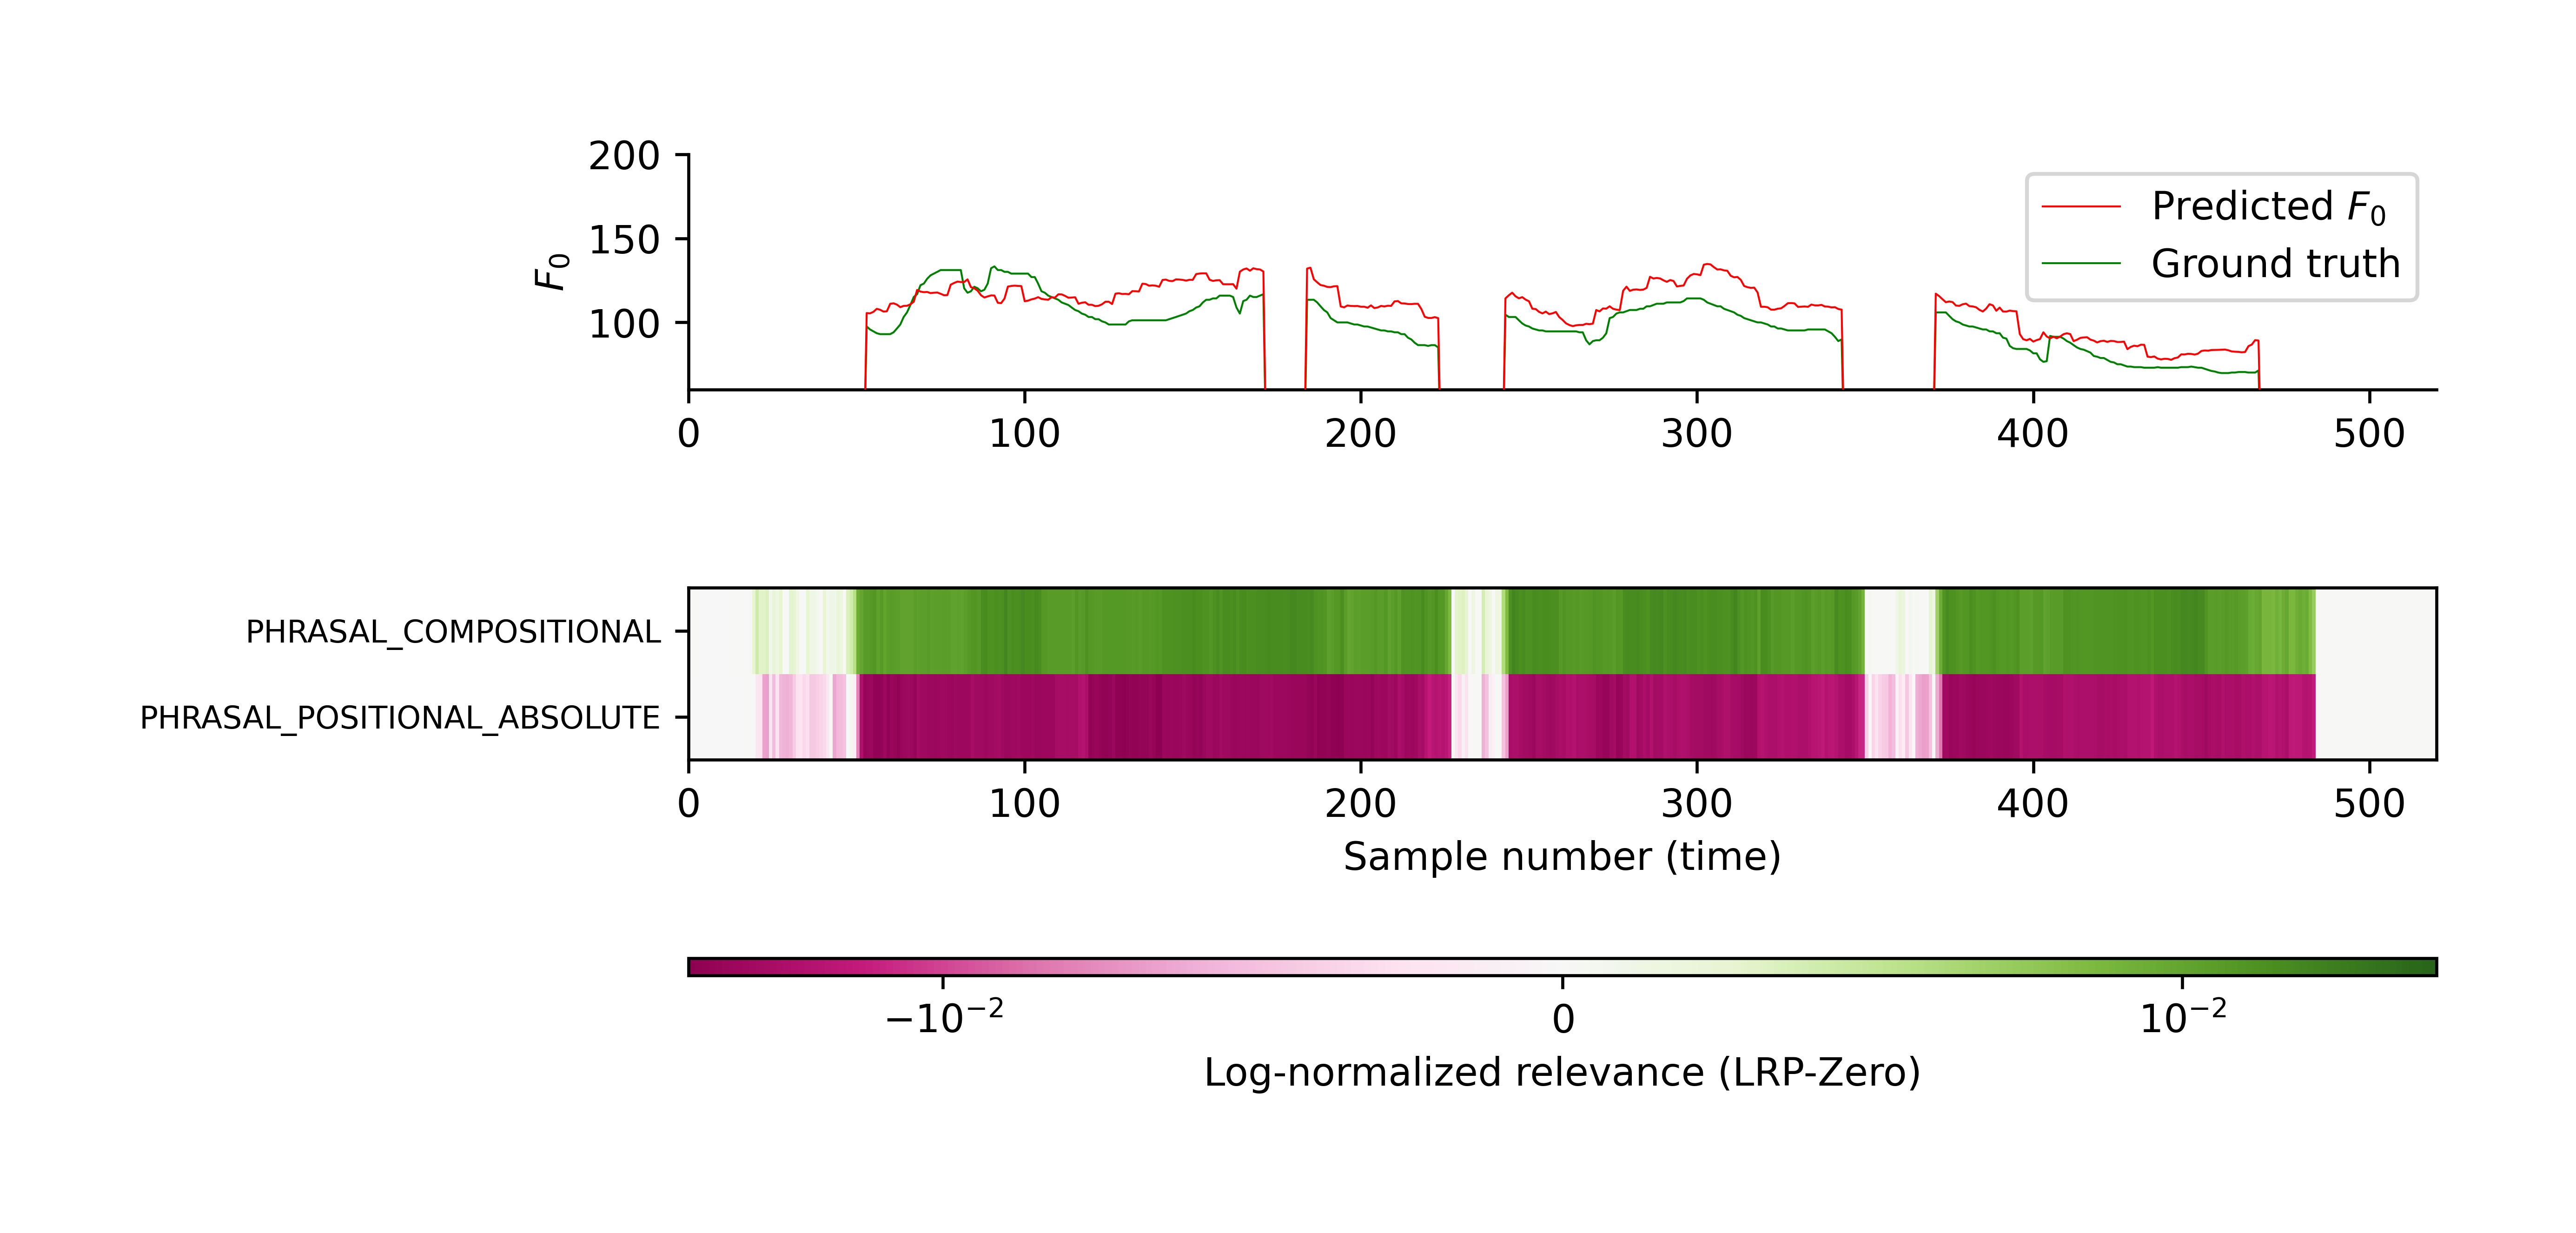 200
150
100
F₀
Predicted F₀
Ground truth
0 100 200 300 400 500
PHRASAL_COMPOSITIONAL
PHRASAL_POSITIONAL_ABSOLUTE
0 100 200 300 400 500
Sample number (time)
−10⁻² 0 10⁻²
Log-normalized relevance (LRP-Zero)